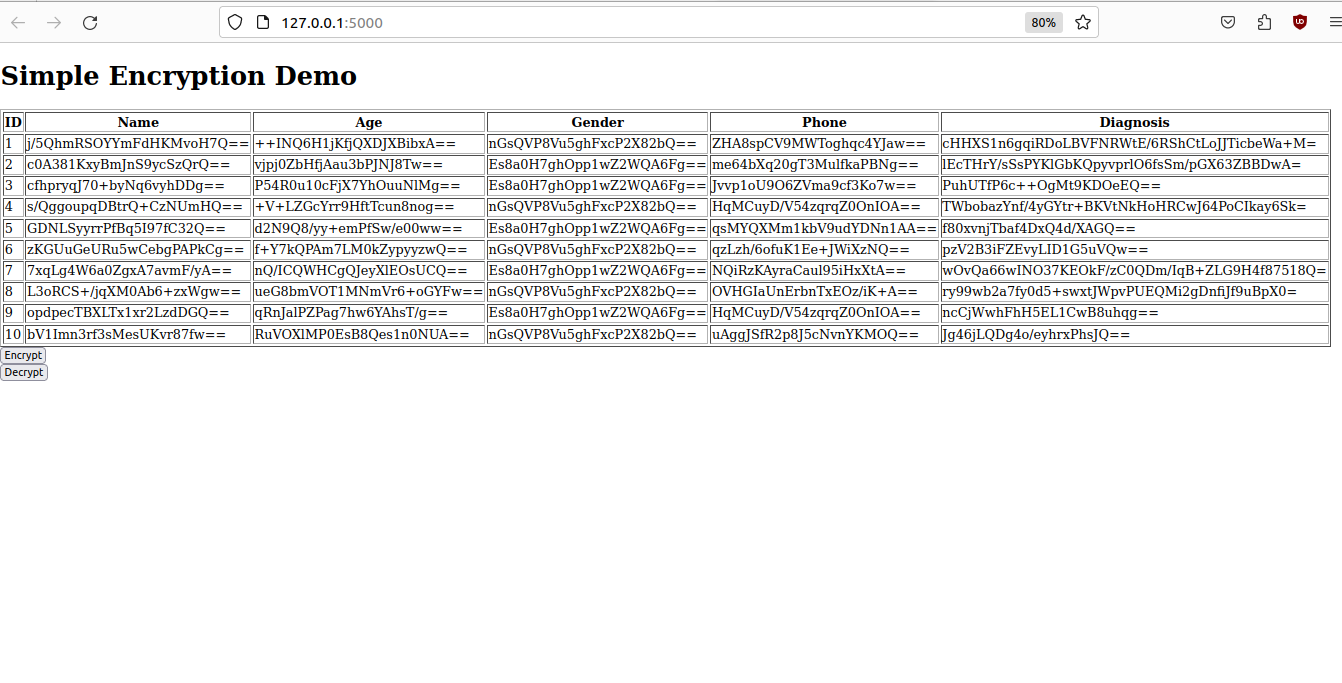 127.0.0.1:5000
80%
Simple Encryption Demo
ID Name Age Gender Phone Diagnosis
1 j/5QhmRSOYYmFdHKMvoH7Q== ++INQ6H1jKfjQXDJXBibxA== nGsQVP8Vu5ghFxcP2X82bQ== ZHA8spCV9MWToghqc4YJaw== cHHXS1n6gqiRDoLBVFNRWtE/6RShCtLoJJTicbeWa+M=
2 c0A381KxyBmJnS9ycSzQrQ== vjpj0ZbHfjAau3bPJNJ8Tw== Es8a0H7ghOpp1wZ2WQA6Fg== me64bXq20gT3MulfkaPBNg== lEcTHrY/sSsPYKlGbKQpyvprlO6fsSm/pGX63ZBBDwA=
3 cfhpryqJ70+byNq6vyhDDg== P54R0u10cFjX7YhOuuNlMg== Es8a0H7ghOpp1wZ2WQA6Fg== Jvvp1oU9O6ZVma9cf3Ko7w== PuhUTfP6c++OgMt9KDOeEQ==
4 s/QggoupqDBtrQ+CzNUmHQ== +V+LZGcYrr9HftTcun8nog== nGsQVP8Vu5ghFxcP2X82bQ== HqMCuyD/V54zqrqZ0OnIOA== TWbobazYnf/4yGYtr+BKVtNkHoHRCwJ64PoCIkay6Sk=
5 GDNLSyyrrPfBq5I97fC32Q== d2N9Q8/yy+emPfSw/e00ww== Es8a0H7ghOpp1wZ2WQA6Fg== qsMYQXMm1kbV9udYDNn1AA== f80xvnjTbaf4DxQ4d/XAGQ==
6 zKGUuGeURu5wCebgPAPkCg== f+Y7kQPAm7LM0kZypyyzwQ== nGsQVP8Vu5ghFxcP2X82bQ== qzLzh/6ofuK1Ee+JWiXzNQ== pzV2B3iFZEvyLID1G5uVQw==
7 7xqLg4W6a0ZgxA7avmF/yA== nQ/ICQWHCgQJeyXlEOsUCQ== Es8a0H7ghOpp1wZ2WQA6Fg== NQiRzKAyraCaul95iHxXtA== wOvQa66wINO37KEOkF/zC0QDm/IqB+ZLG9H4f87518Q=
8 L3oRCS+/jqXM0Ab6+zxWgw== ueG8bmVOT1MNmVr6+oGYFw== nGsQVP8Vu5ghFxcP2X82bQ== OVHGIaUnErbnTxEOz/iK+A== ry99wb2a7fy0d5+swxtJWpvPUEQMi2gDnfiJf9uBpX0=
9 opdpecTBXLTx1xr2LzdDGQ== qRnJalPZPag7hw6YAhsT/g== Es8a0H7ghOpp1wZ2WQA6Fg== HqMCuyD/V54zqrqZ0OnIOA== ncCjWwhFhH5EL1CwB8uhqg==
10 bV1Imn3rf3sMesUKvr87fw== RuVOXlMP0EsB8Qes1n0NUA== nGsQVP8Vu5ghFxcP2X82bQ== uAggJSfR2p8J5cNvnYKMOQ== Jg46jLQDg4o/eyhrxPhsJQ==
Encrypt
Decrypt